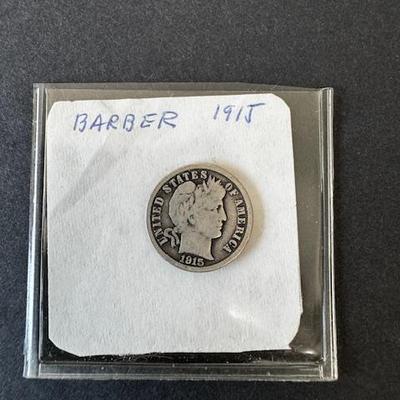 BARBER 1915
UNITED STATES OF AMERICA
1915